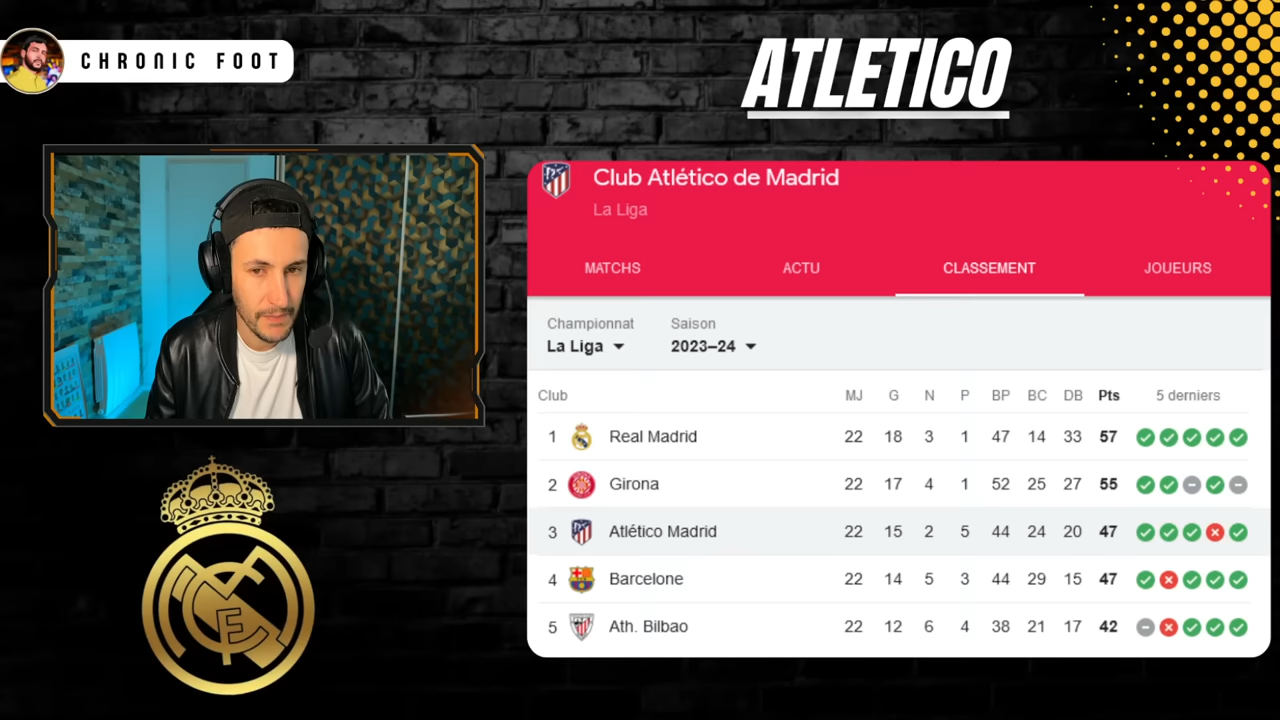 CHRONIC FOOT
ATLETICO
Club Atlético de Madrid
La Liga
MATCHS ACTU CLASSEMENT JOUEURS
Championnat Saison
La Liga 2023–24
Club MJ G N P BP BC DB Pts 5 derniers
1 Real Madrid 22 18 3 1 47 14 33 57
2 Girona 22 17 4 1 52 25 27 55
3 Atlético Madrid 22 15 2 5 44 24 20 47
4 Barcelone 22 14 5 3 44 29 15 47
5 Ath. Bilbao 22 12 6 4 38 21 17 42